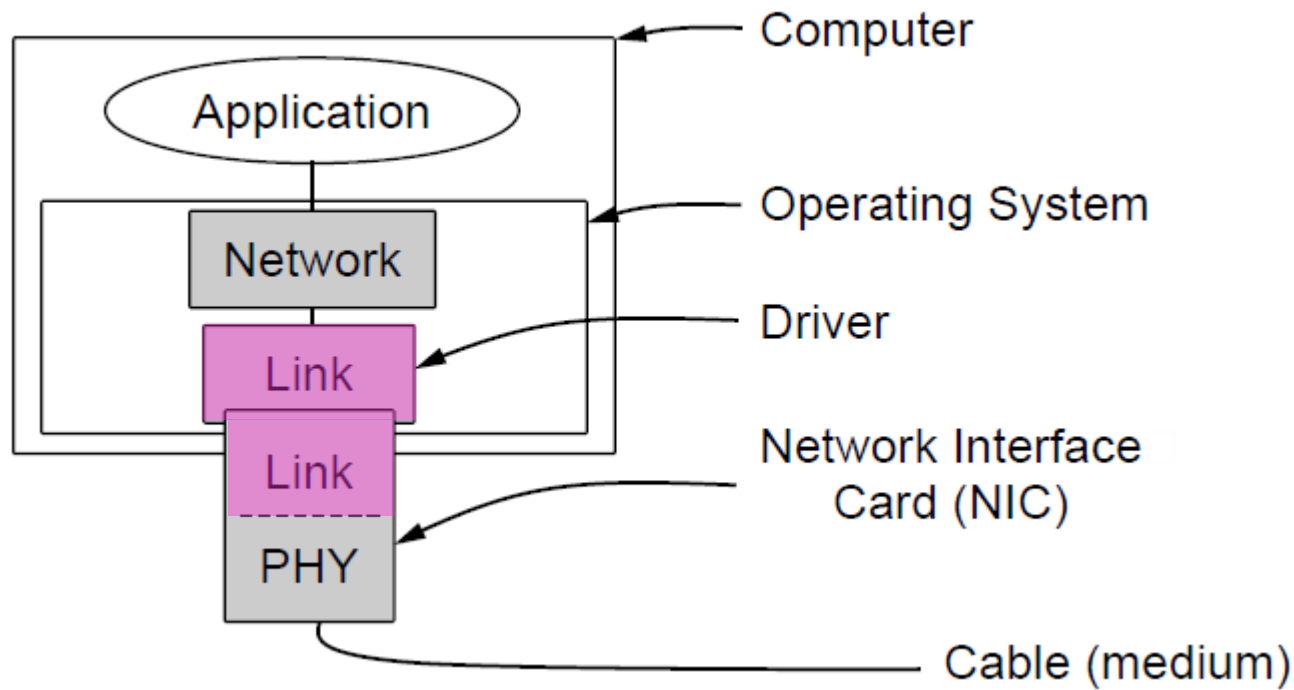 Computer
Application
Operating System
Network
Driver
Link
Network Interface
Card (NIC)
Link
PHY
Cable (medium)